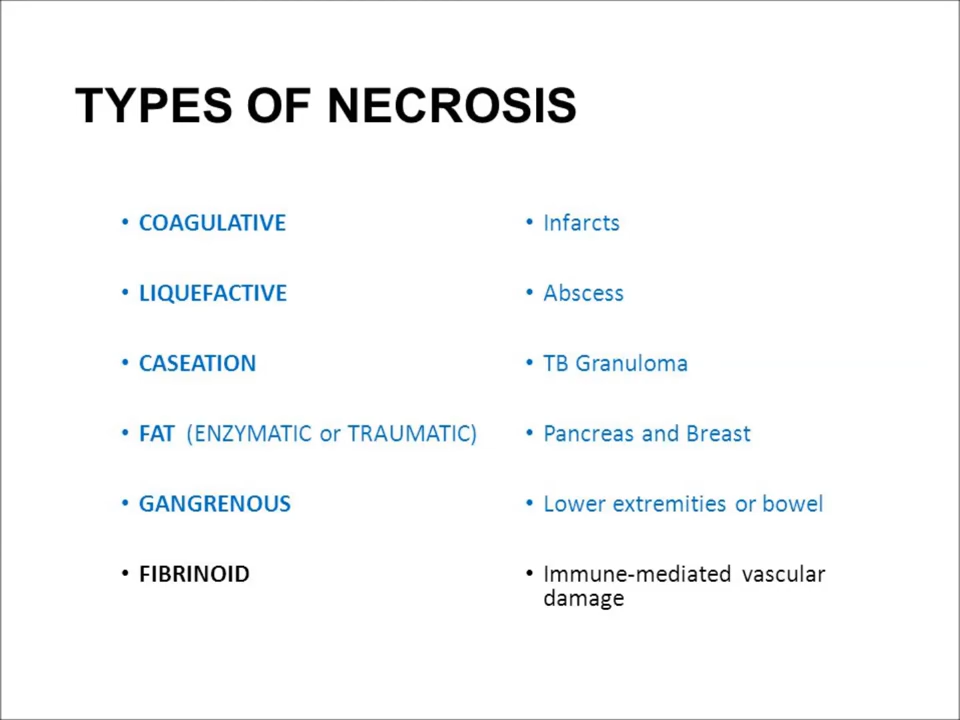 TYPES OF NECROSIS
• COAGULATIVE
• Infarcts
• LIQUEFACTIVE
• Abscess
• CASEATION
• TB Granuloma
• FAT (ENZYMATIC or TRAUMATIC)
• Pancreas and Breast
• GANGRENOUS
• Lower extremities or bowel
• FIBRINOID
• Immune-mediated vascular
damage